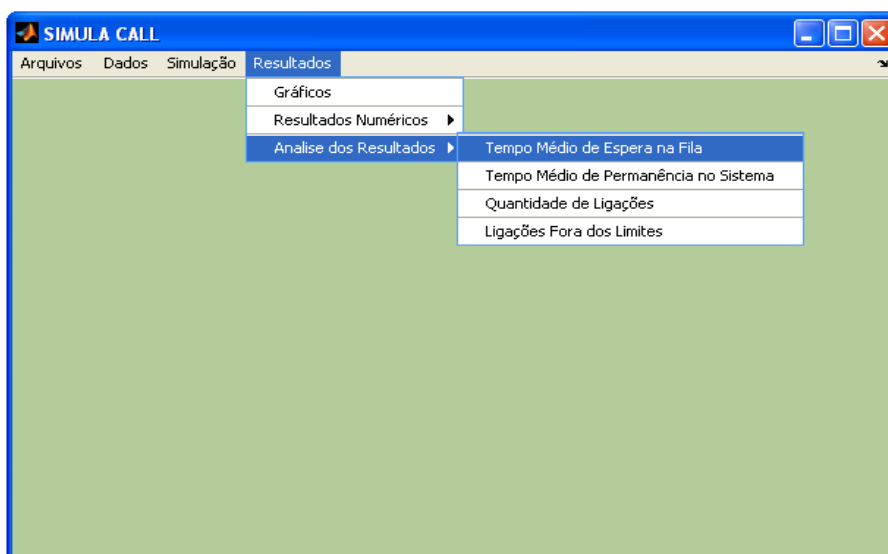 SIMULA CALL
Arquivos Dados Simulação Resultados
Gráficos
Resultados Numéricos
Analise dos Resultados
Tempo Médio de Espera na Fila
Tempo Médio de Permanência no Sistema
Quantidade de Ligações
Ligações Fora dos Limites